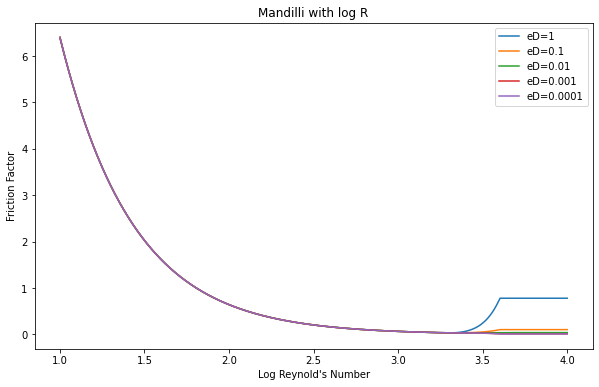 Mandilli with log R
eD=1
eD=0.1
eD=0.01
eD=0.001
eD=0.0001
Friction Factor
6
5
4
3
2
1
0
1.0 1.5 2.0 2.5 3.0 3.5 4.0
Log Reynold's Number